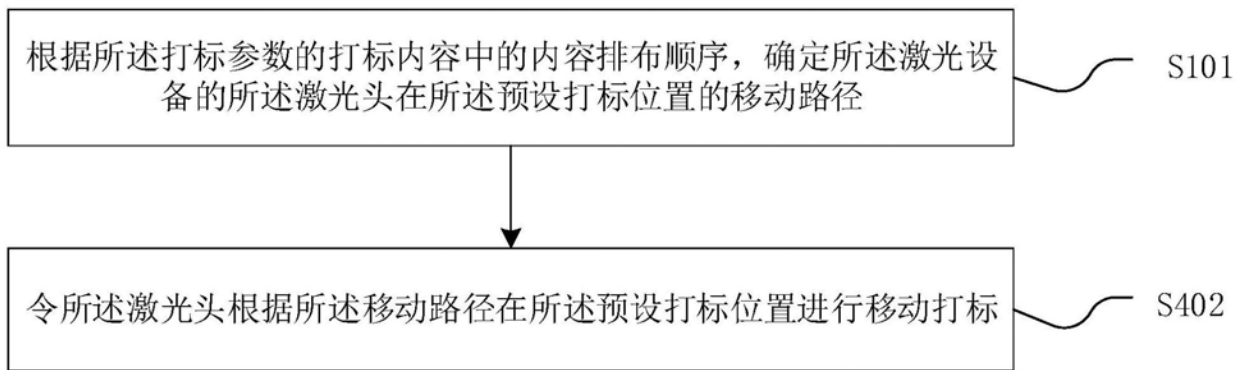 根据所述打标参数的打标内容中的内容排布顺序，确定所述激光设
备的所述激光头在所述预设打标位置的移动路径
S101
令所述激光头根据所述移动路径在所述预设打标位置进行移动打标
S402